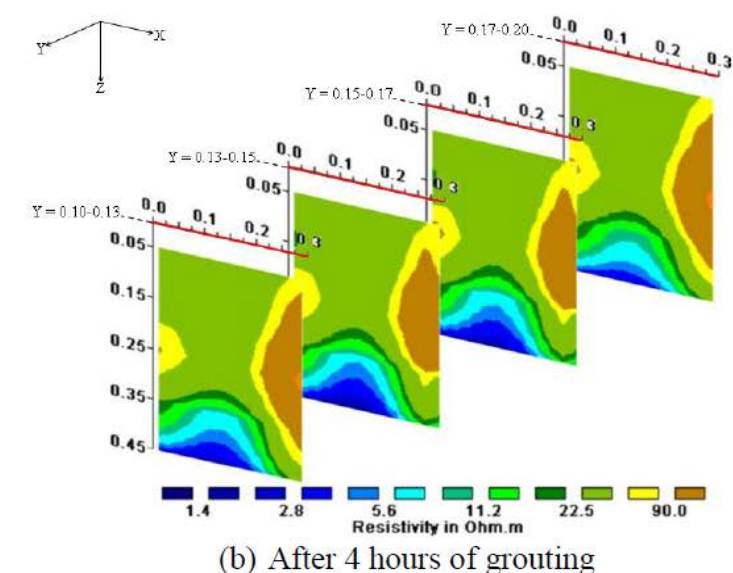 Y
X
Z
Y = 0.17-0.20
0.0 0.1 0.2 0.3
0.05
Y = 0.15-0.17
0.0 0.1 0.2 0 3
0.05
Y = 0.13-0.15
0.0 0.1 0.2 0 3
0.05
Y = 0.10-0.13
0.0 0.1 0.2 0 3
0.05
0.15
0.25
0.35
0.45
1.4 2.8 5.6 11.2 22.5 90.0
Resistivity in Ohm.m
(b) After 4 hours of grouting